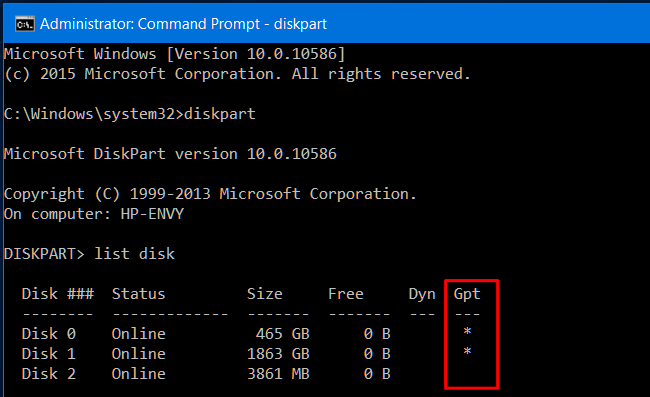 Administrator: Command Prompt - diskpart
Microsoft Windows [Version 10.0.10586]
(c) 2015 Microsoft Corporation. All rights reserved.
C:\Windows\system32>diskpart
Microsoft DiskPart version 10.0.10586
Copyright (C) 1999-2013 Microsoft Corporation.
On computer: HP-ENVY
DISKPART> list disk
  Disk ###  Status         Size     Free     Dyn  Gpt
  --------  -------------  -------  -------  ---  ---
  Disk 0    Online          465 GB      0 B        *
  Disk 1    Online         1863 GB      0 B        *
  Disk 2    Online         3861 MB      0 B